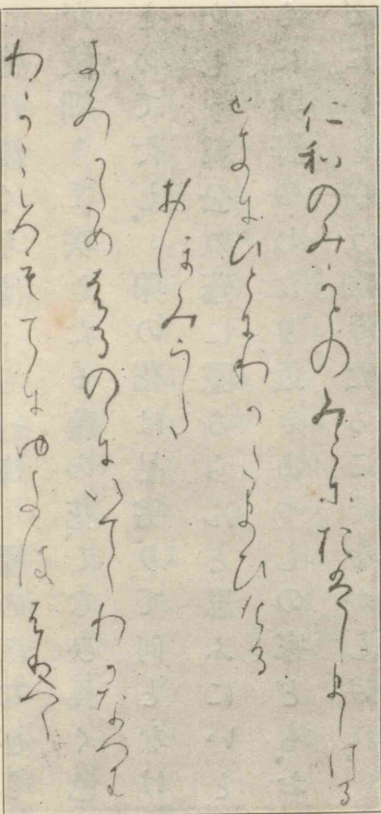 仁和のみかとのみこにおはしましける
ときにひとにわかなたまひける
おほみうた
きみかためはるのにいてゝわかなつむ
わかころもてにゆきはふりつゝ